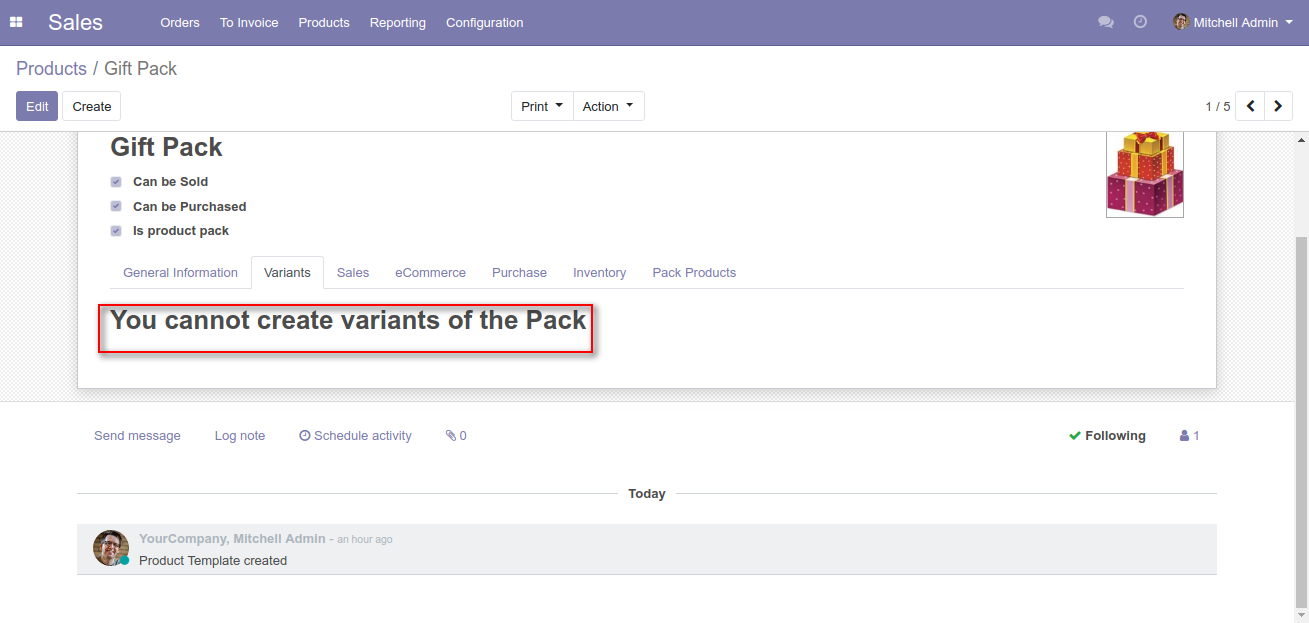 Sales Orders To Invoice Products Reporting Configuration Mitchell Admin
Products / Gift Pack
Edit Create Print Action 1 / 5
Gift Pack
Can be Sold
Can be Purchased
Is product pack
General Information Variants Sales eCommerce Purchase Inventory Pack Products
You cannot create variants of the Pack
Send message Log note Schedule activity 0 Following 1
Today
YourCompany, Mitchell Admin - an hour ago
Product Template created